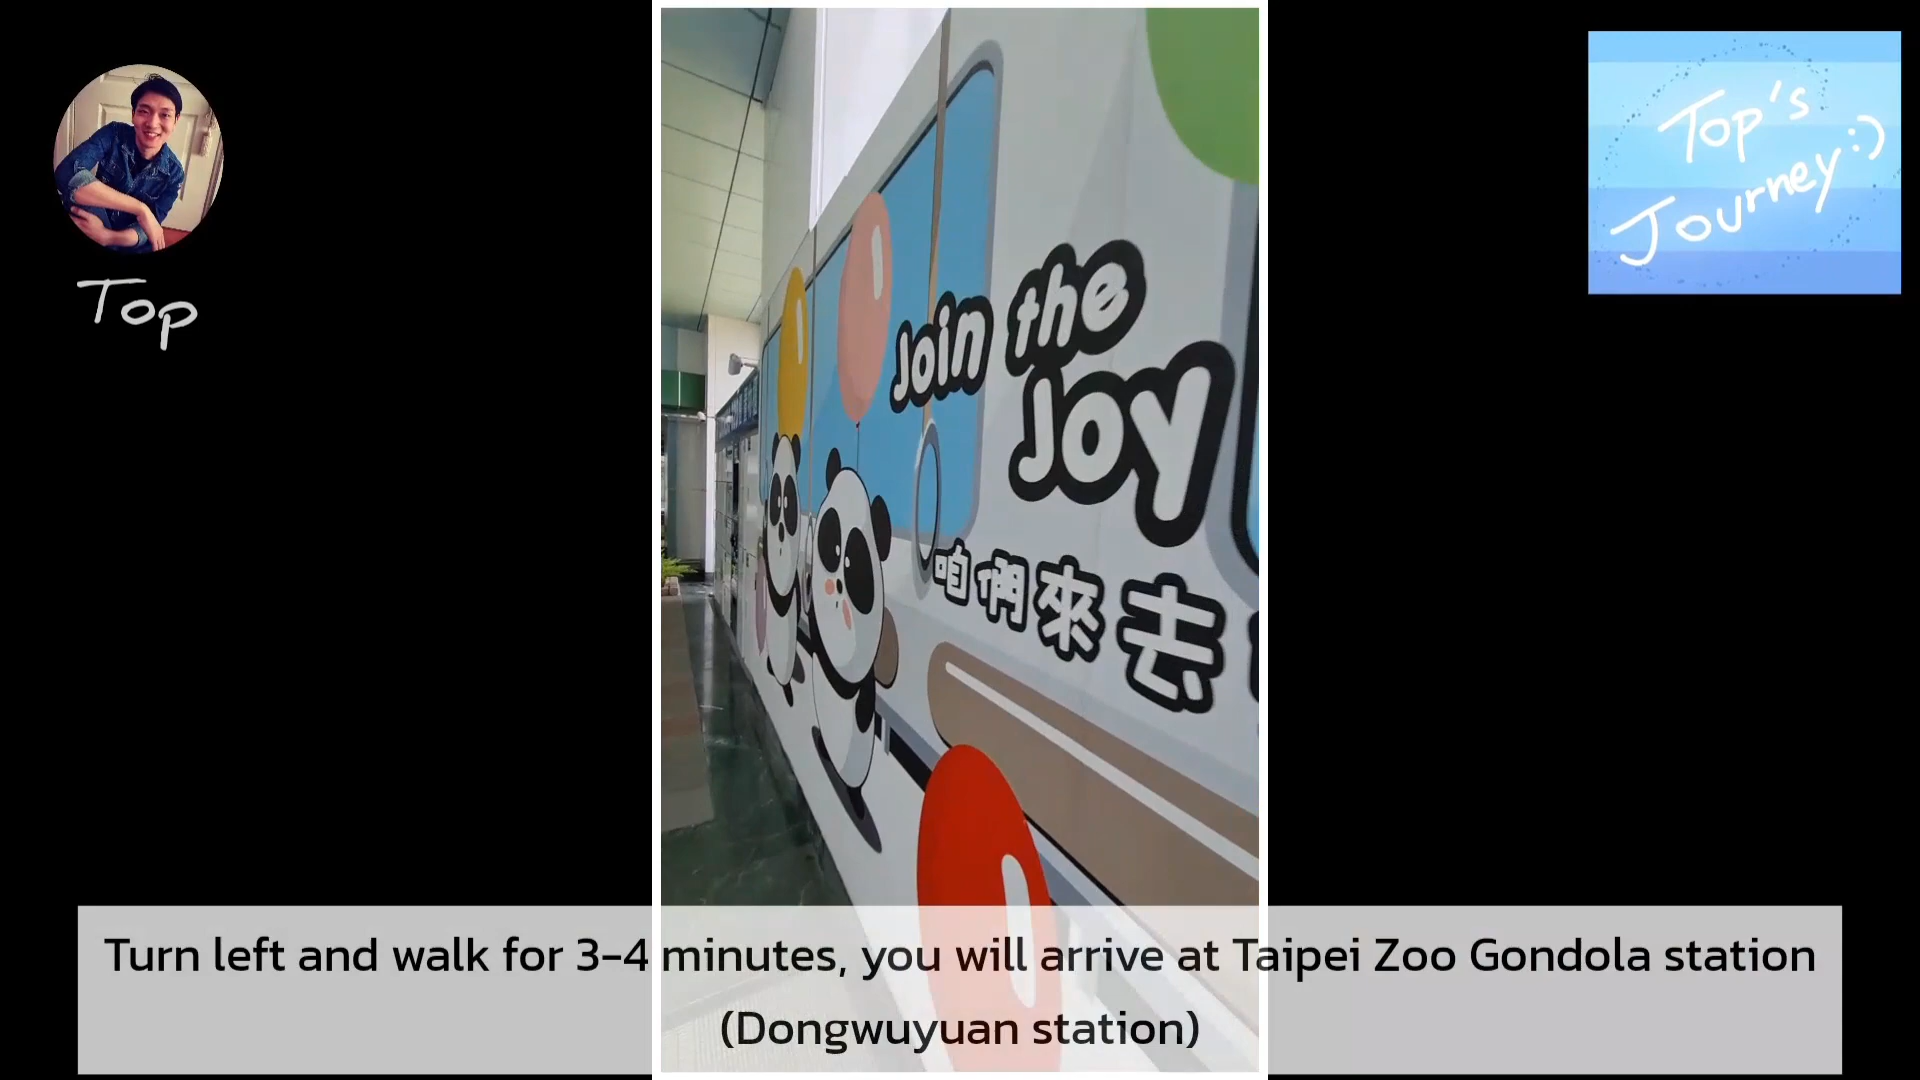 Top
Top's
Journey :)
Join the
Joy
咱們來去
Turn left and walk for 3-4 minutes, you will arrive at Taipei Zoo Gondola station
(Dongwuyuan station)